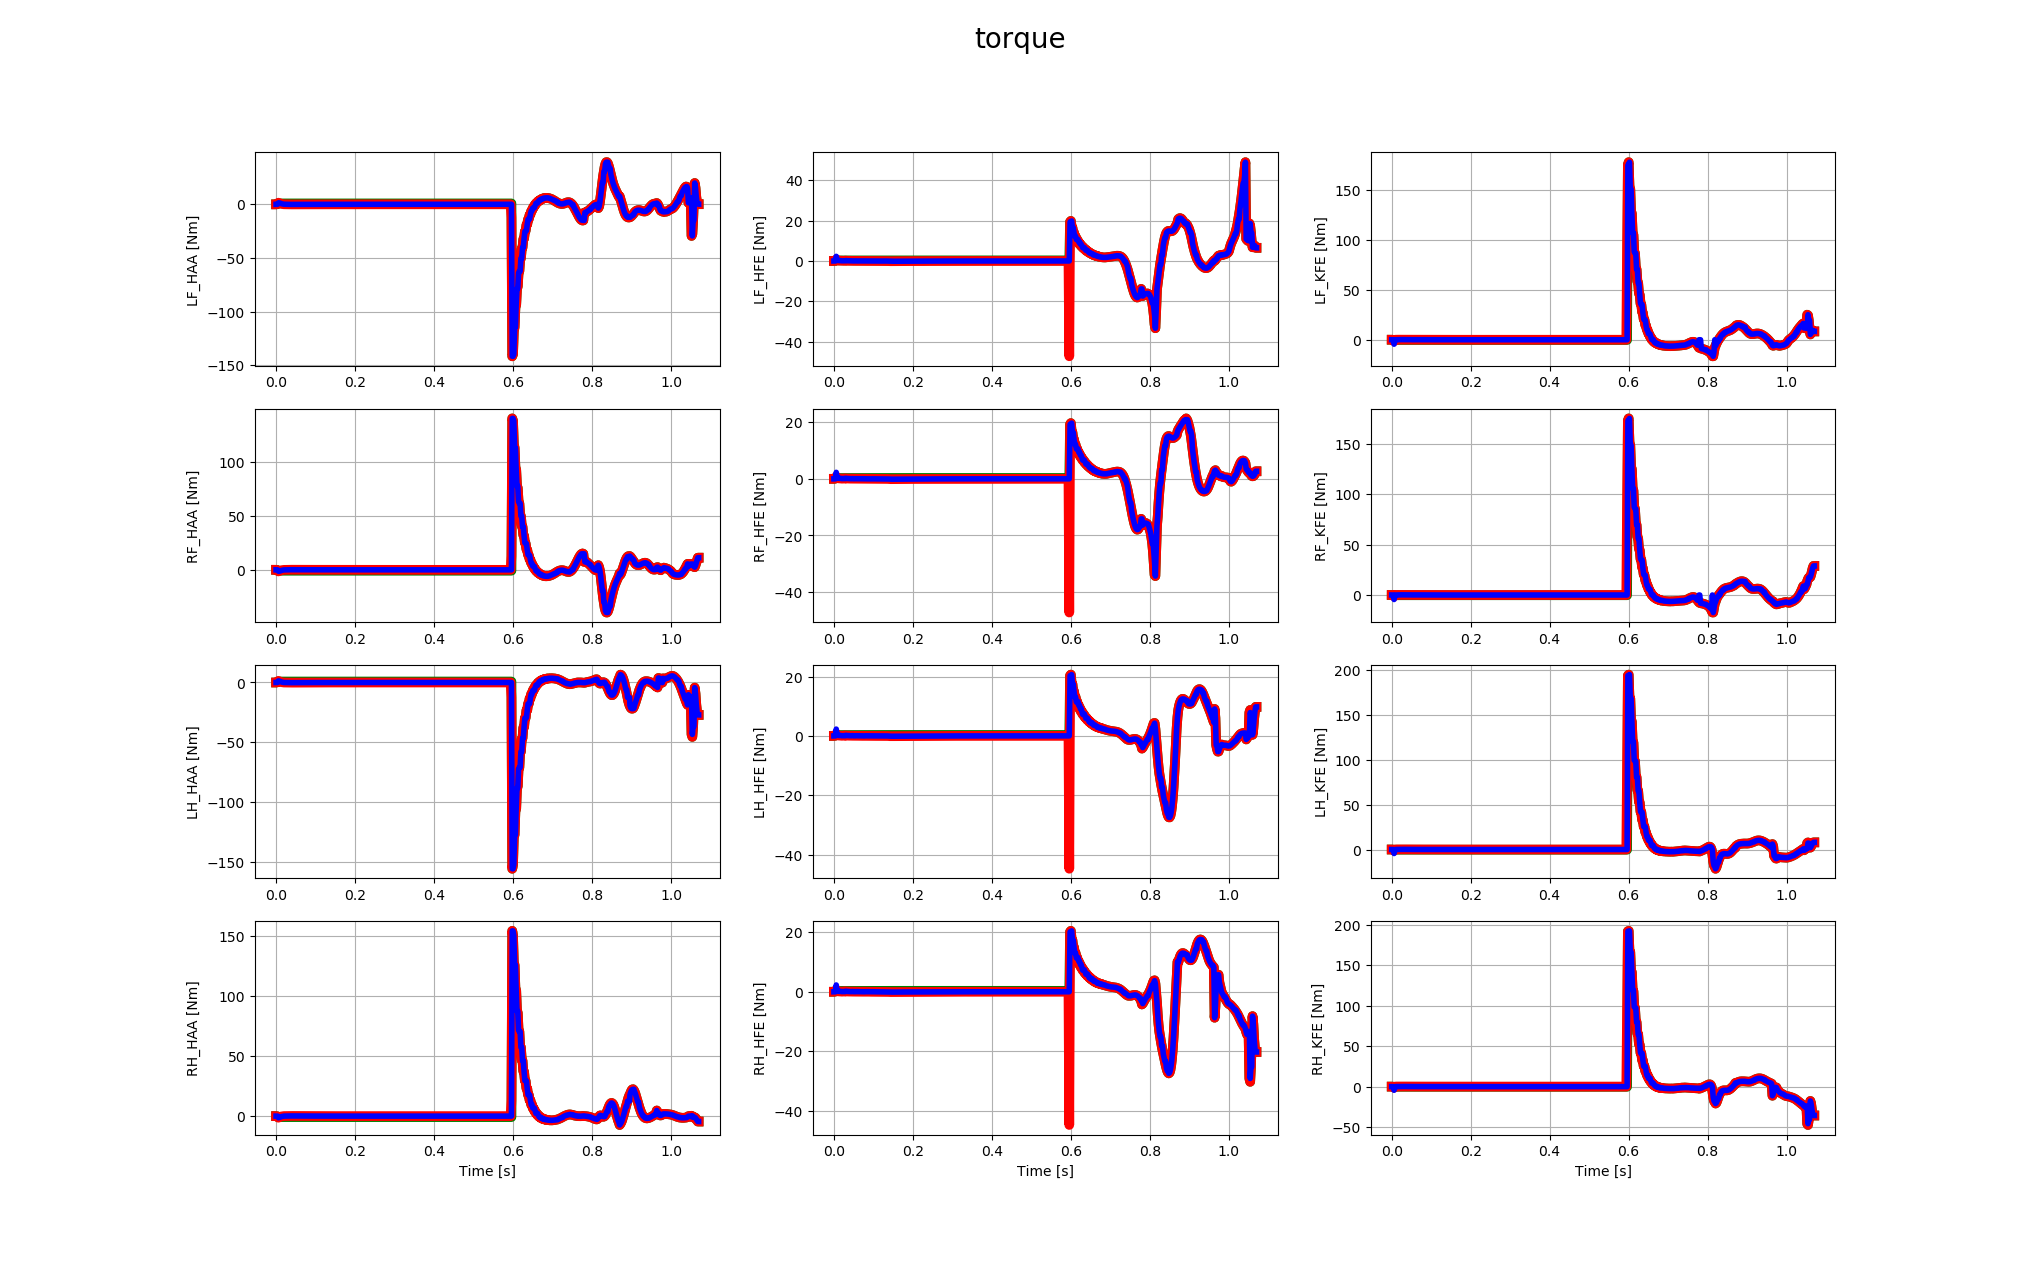 torque
LF_HAA [Nm]
0
−50
−100
−150
0.0 0.2 0.4 0.6 0.8 1.0
LF_HFE [Nm]
40
20
0
−20
−40
0.0 0.2 0.4 0.6 0.8 1.0
LF_KFE [Nm]
150
100
50
0
0.0 0.2 0.4 0.6 0.8 1.0
RF_HAA [Nm]
100
50
0
0.0 0.2 0.4 0.6 0.8 1.0
RF_HFE [Nm]
20
0
−20
−40
0.0 0.2 0.4 0.6 0.8 1.0
RF_KFE [Nm]
150
100
50
0
0.0 0.2 0.4 0.6 0.8 1.0
LH_HAA [Nm]
0
−50
−100
−150
0.0 0.2 0.4 0.6 0.8 1.0
LH_HFE [Nm]
20
0
−20
−40
0.0 0.2 0.4 0.6 0.8 1.0
LH_KFE [Nm]
200
150
100
50
0
0.0 0.2 0.4 0.6 0.8 1.0
RH_HAA [Nm]
150
100
50
0
0.0 0.2 0.4 0.6 0.8 1.0
Time [s]
RH_HFE [Nm]
20
0
−20
−40
0.0 0.2 0.4 0.6 0.8 1.0
Time [s]
RH_KFE [Nm]
200
150
100
50
0
−50
0.0 0.2 0.4 0.6 0.8 1.0
Time [s]